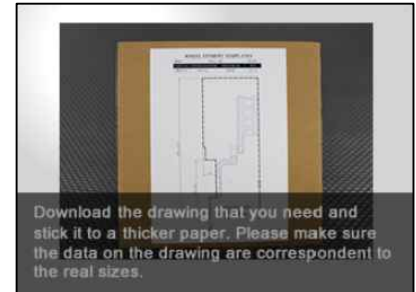 Download the drawing that you need and
stick it to a thicker paper. Please make sure
the data on the drawing are correspondent to
the real sizes.